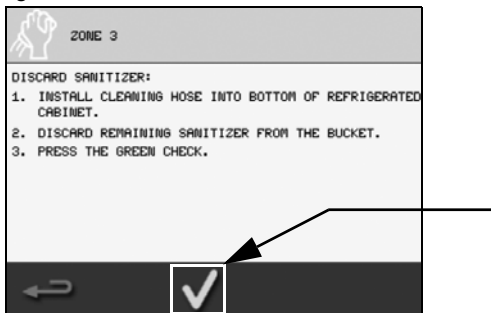 ZONE 3
DISCARD SANITIZER:
1. INSTALL CLEANING HOSE INTO BOTTOM OF REFRIGERATED
CABINET.
2. DISCARD REMAINING SANITIZER FROM THE BUCKET.
3. PRESS THE GREEN CHECK.